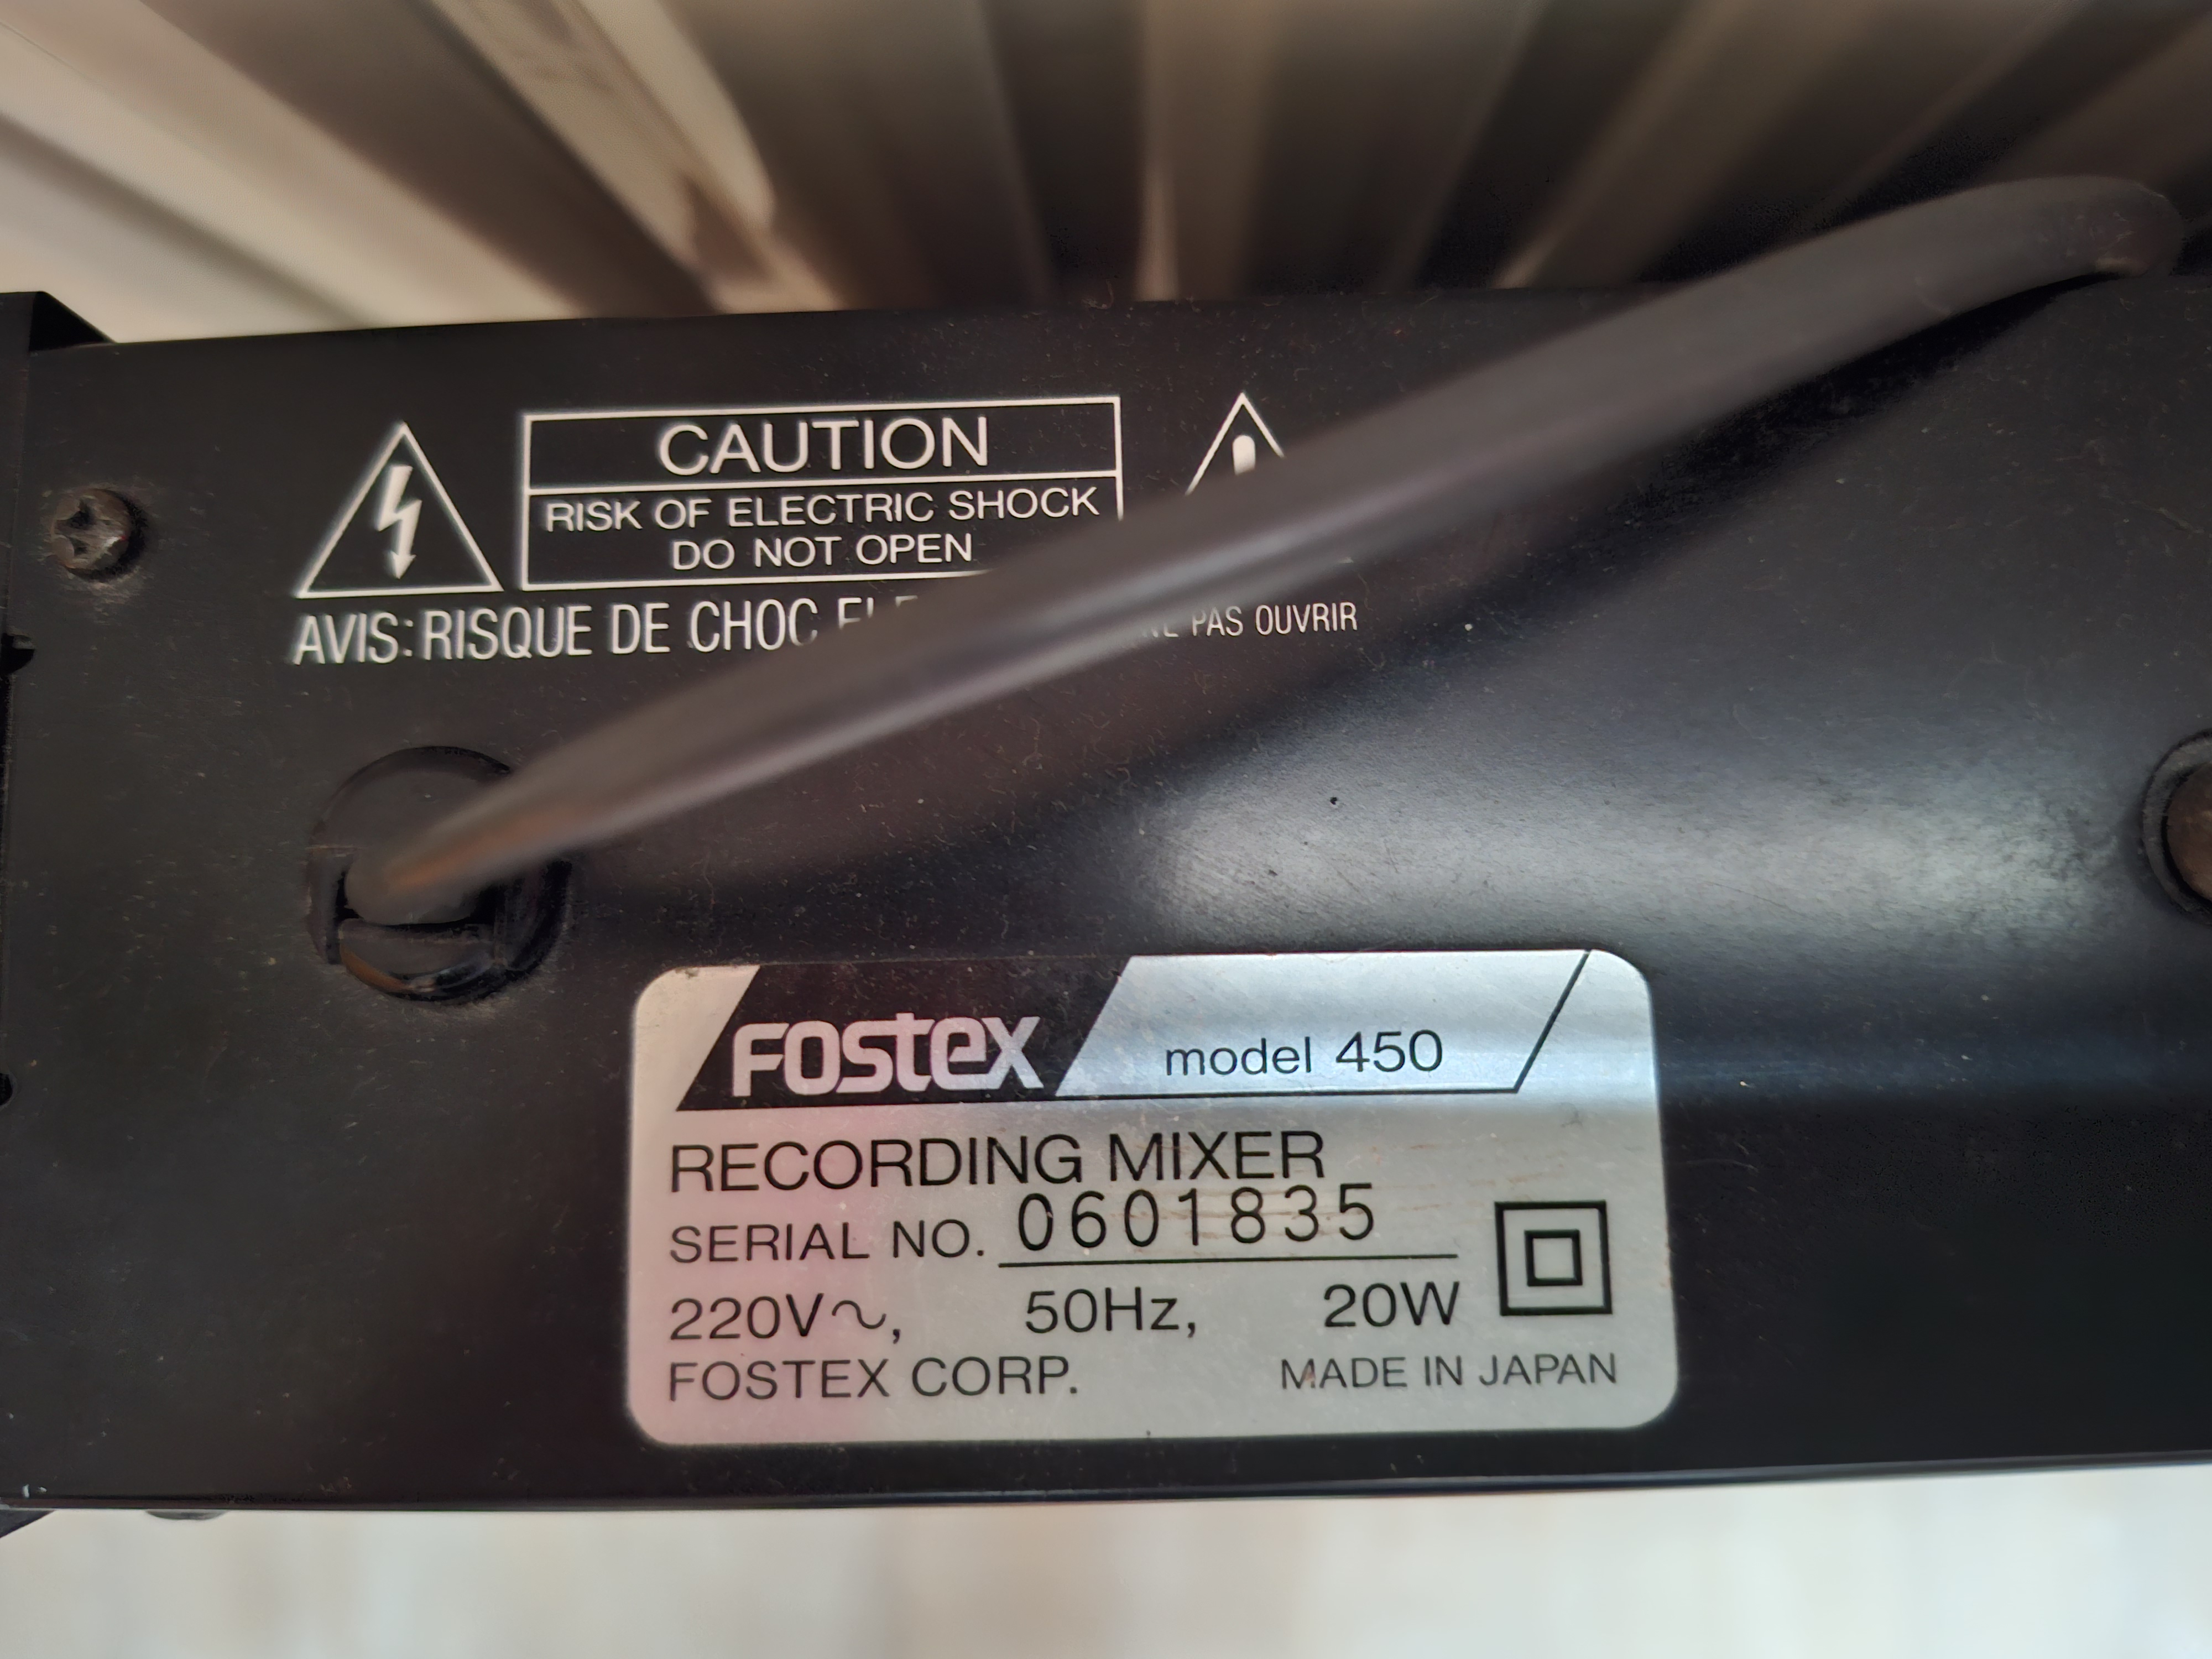 CAUTION
RISK OF ELECTRIC SHOCK
DO NOT OPEN
AVIS: RISQUE DE CHOC PAS OUVRIR
FOSTEX model 450
RECORDING MIXER
SERIAL NO. 0601835
220V~, 50Hz, 20W
FOSTEX CORP. MADE IN JAPAN